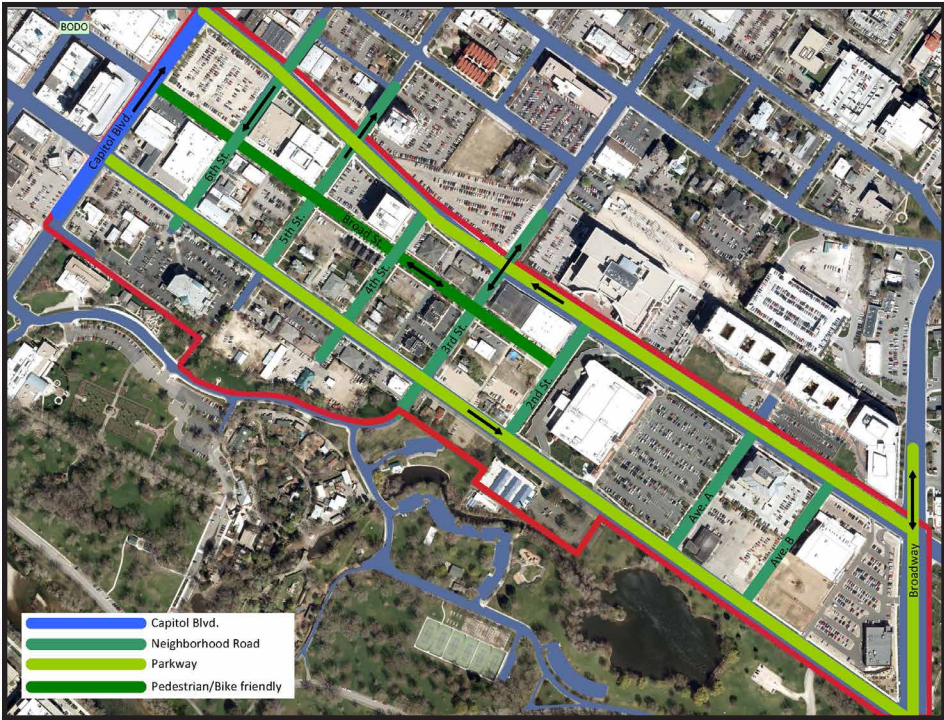 BODO
Capitol Blvd.
6th St.
5th St.
Broad St.
4th St.
3rd St.
2nd St.
Ave. A
Ave. B
Broadway
Capitol Blvd.
Neighborhood Road
Parkway
Pedestrian/Bike friendly